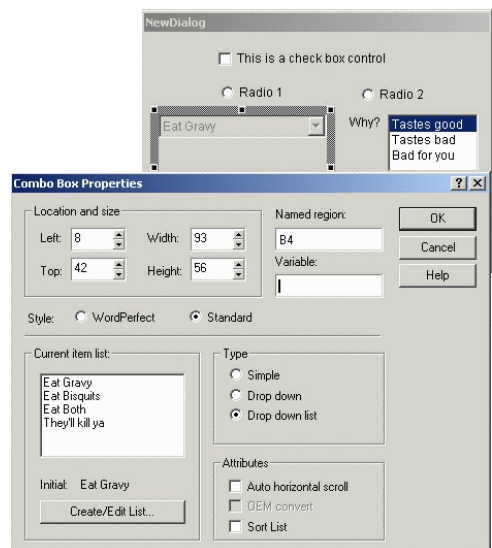 NewDialog
This is a check box control
Radio 1
Radio 2
Eat Gravy
Why?
Tastes good
Tastes bad
Bad for you
Combo Box Properties
Location and size
Left: 8 Width: 93
Top: 42 Height: 56
Named region:
B4
Variable:
OK
Cancel
Help
Style: WordPerfect Standard
Current item list:
Eat Gravy
Eat Bisquits
Eat Both
They'll kill ya
Initial: Eat Gravy
Create/Edit List...
Type
Simple
Drop down
Drop down list
Attributes
Auto horizontal scroll
OEM convert
Sort List